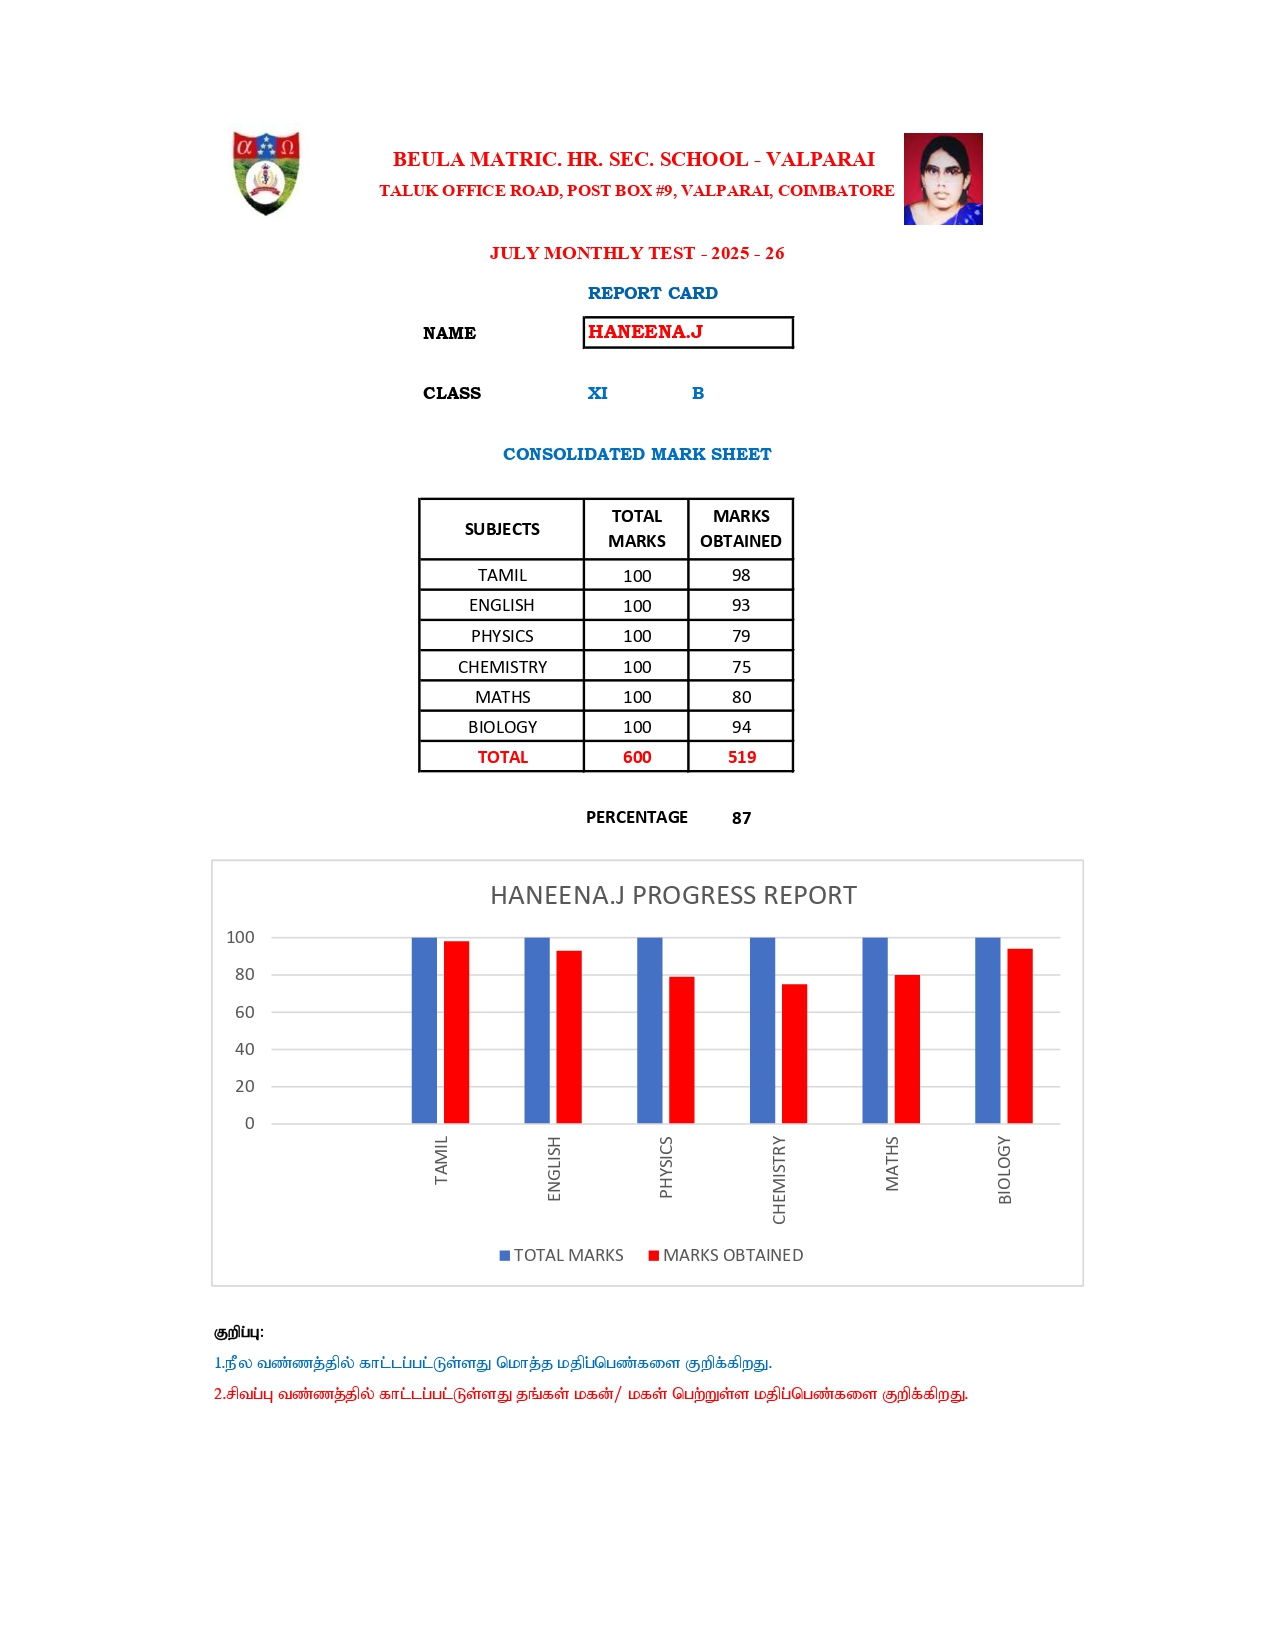 α Ω
BEULA MATRIC. HR. SEC. SCHOOL - VALPARAI
TALUK OFFICE ROAD, POST BOX #9, VALPARAI, COIMBATORE
JULY MONTHLY TEST - 2025 - 26
REPORT CARD
NAME HANEENA.J
CLASS XI B
CONSOLIDATED MARK SHEET
SUBJECTS TOTAL MARKS MARKS OBTAINED
TAMIL 100 98
ENGLISH 100 93
PHYSICS 100 79
CHEMISTRY 100 75
MATHS 100 80
BIOLOGY 100 94
TOTAL 600 519
PERCENTAGE 87
HANEENA.J PROGRESS REPORT
100
80
60
40
20
0
TAMIL ENGLISH PHYSICS CHEMISTRY MATHS BIOLOGY
TOTAL MARKS MARKS OBTAINED
குறிப்பு:
1.நீல வண்ணத்தில் காட்டப்பட்டுள்ளது மொத்த மதிப்பெண்களை குறிக்கிறது.
2.சிவப்பு வண்ணத்தில் காட்டப்பட்டுள்ளது தங்கள் மகன்/ மகள் பெற்றுள்ள மதிப்பெண்களை குறிக்கிறது.